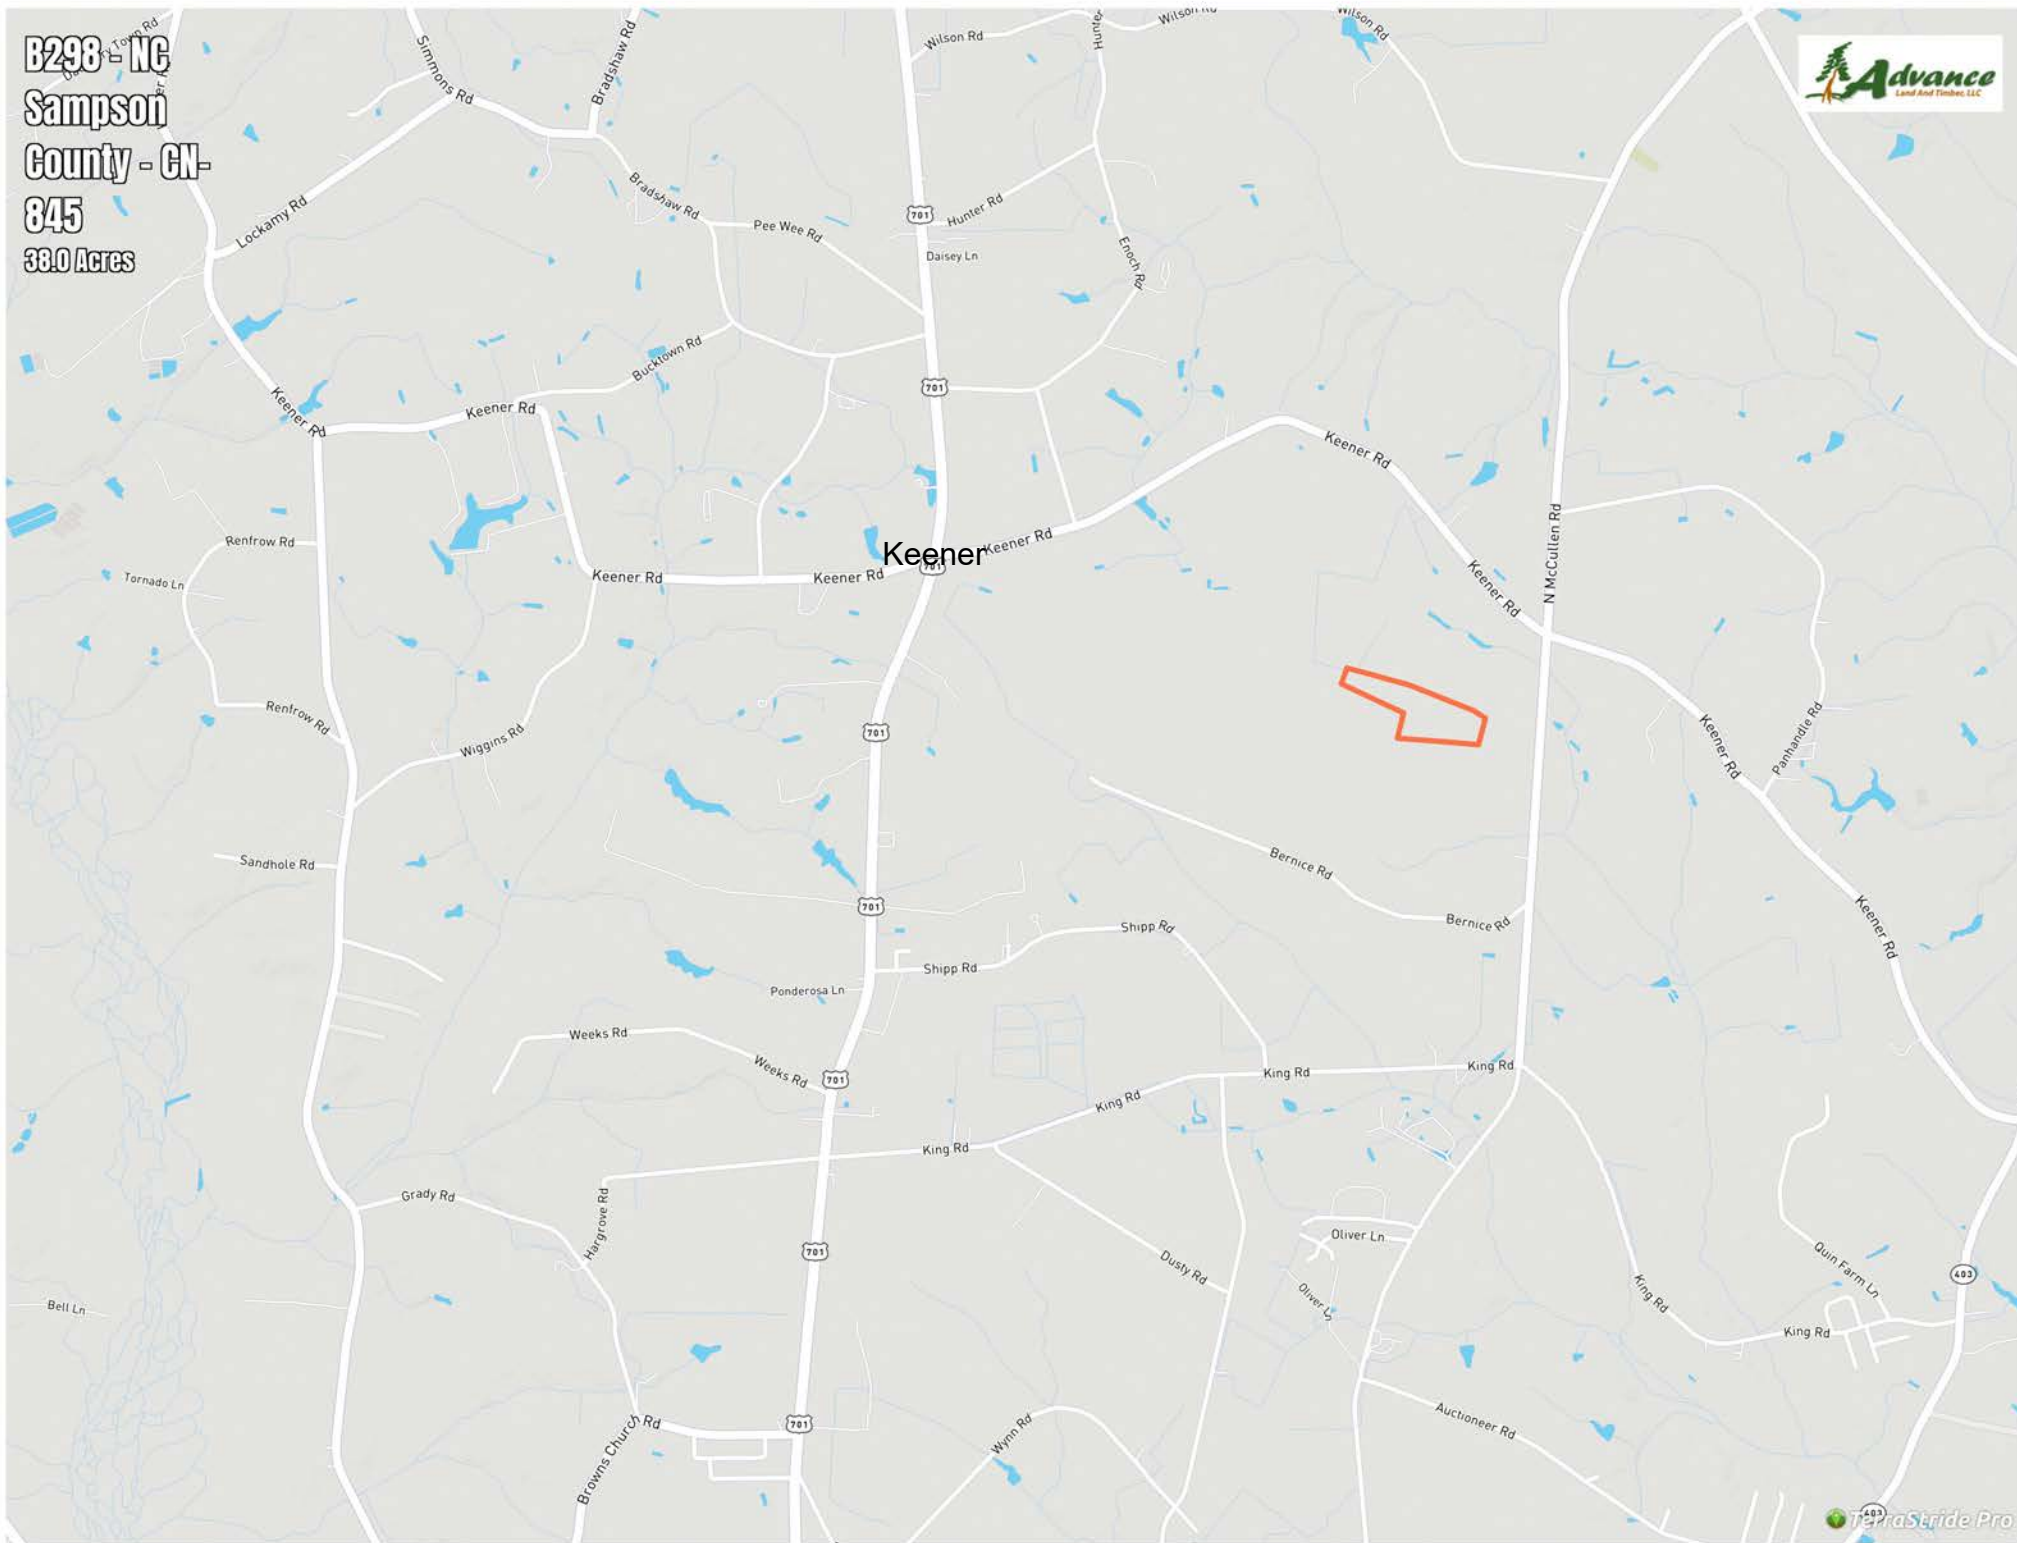 B298 - NC
Sampson
County - CN-
845
38.0 Acres
Advance
Land And Timber, LLC
Simmons Rd
Bradshaw Rd
Wilson Rd
Hunter
Wilson Rd
Wilson Rd
Lockamy Rd
Bradshaw Rd
Pee Wee Rd
701
Hunter Rd
Daisey Ln
Enoch Rd
Bucktown Rd
701
Keener Rd
Keener Rd
Keener Rd
N McCullen Rd
Renfrow Rd
Tornado Ln
Keener Rd
Keener Rd
Keener
Keener Rd
701
Keener Rd
Renfrow Rd
Wiggins Rd
701
Keener Rd
Panhandle Rd
Sandhole Rd
Bernice Rd
701
Bernice Rd
Keener Rd
Shipp Rd
Shipp Rd
Ponderosa Ln
Weeks Rd
Weeks Rd
701
King Rd
King Rd
King Rd
King Rd
Grady Rd
Hargrove Rd
701
Dusty Rd
Oliver Ln
Oliver Ln
Quin Farm Ln
403
King Rd
King Rd
Bell Ln
Browns Church Rd
701
Wynn Rd
Auctioneer Rd
403
TerraStride Pro